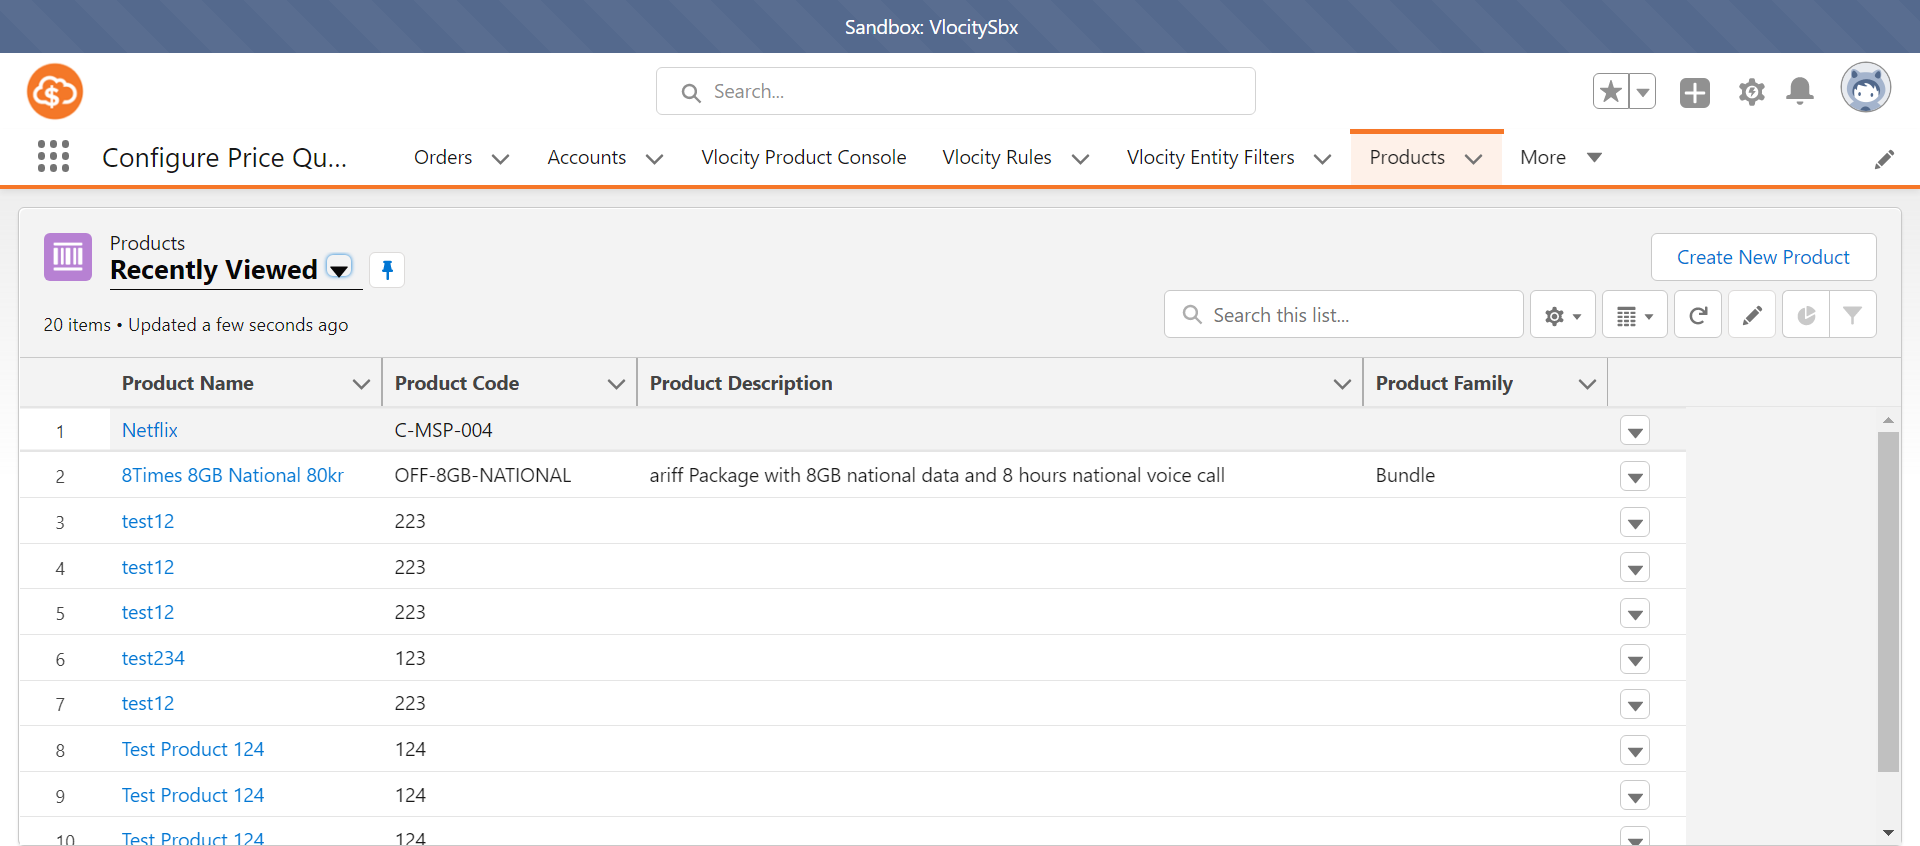 Sandbox: VlocitySbx
Search...
Configure Price Qu...
Orders
Accounts
Vlocity Product Console
Vlocity Rules
Vlocity Entity Filters
Products
More
Products
Recently Viewed
Create New Product
20 items • Updated a few seconds ago
Search this list...
Product Name Product Code Product Description Product Family
1 Netflix C-MSP-004
2 8Times 8GB National 80kr OFF-8GB-NATIONAL ariff Package with 8GB national data and 8 hours national voice call Bundle
3 test12 223
4 test12 223
5 test12 223
6 test234 123
7 test12 223
8 Test Product 124 124
9 Test Product 124 124
10 Test Product 124 124